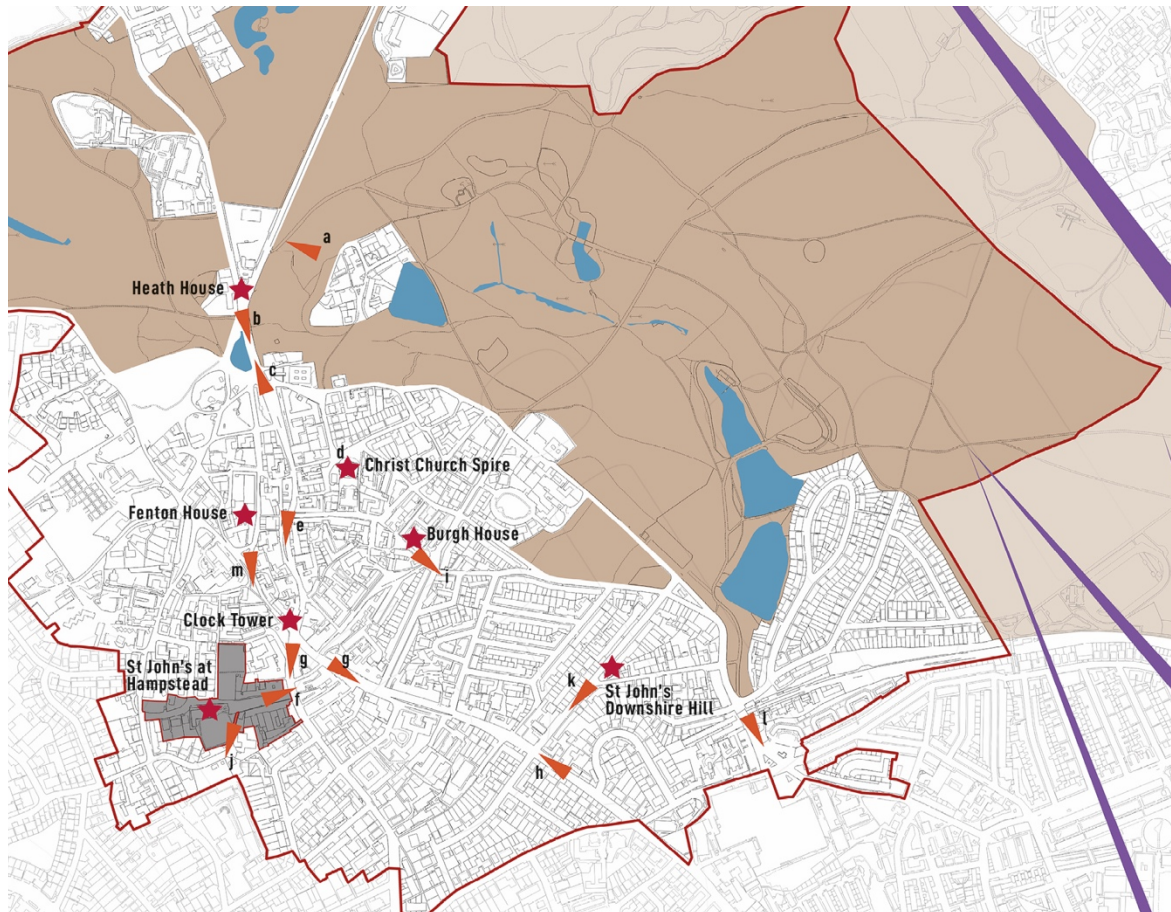 a
Heath House
b
c
d
Christ Church Spire
Fenton House
e
Burgh House
m
i
Clock Tower
g
g
St John's at
Hampstead
k
St John's
Downshire Hill
f
l
j
h